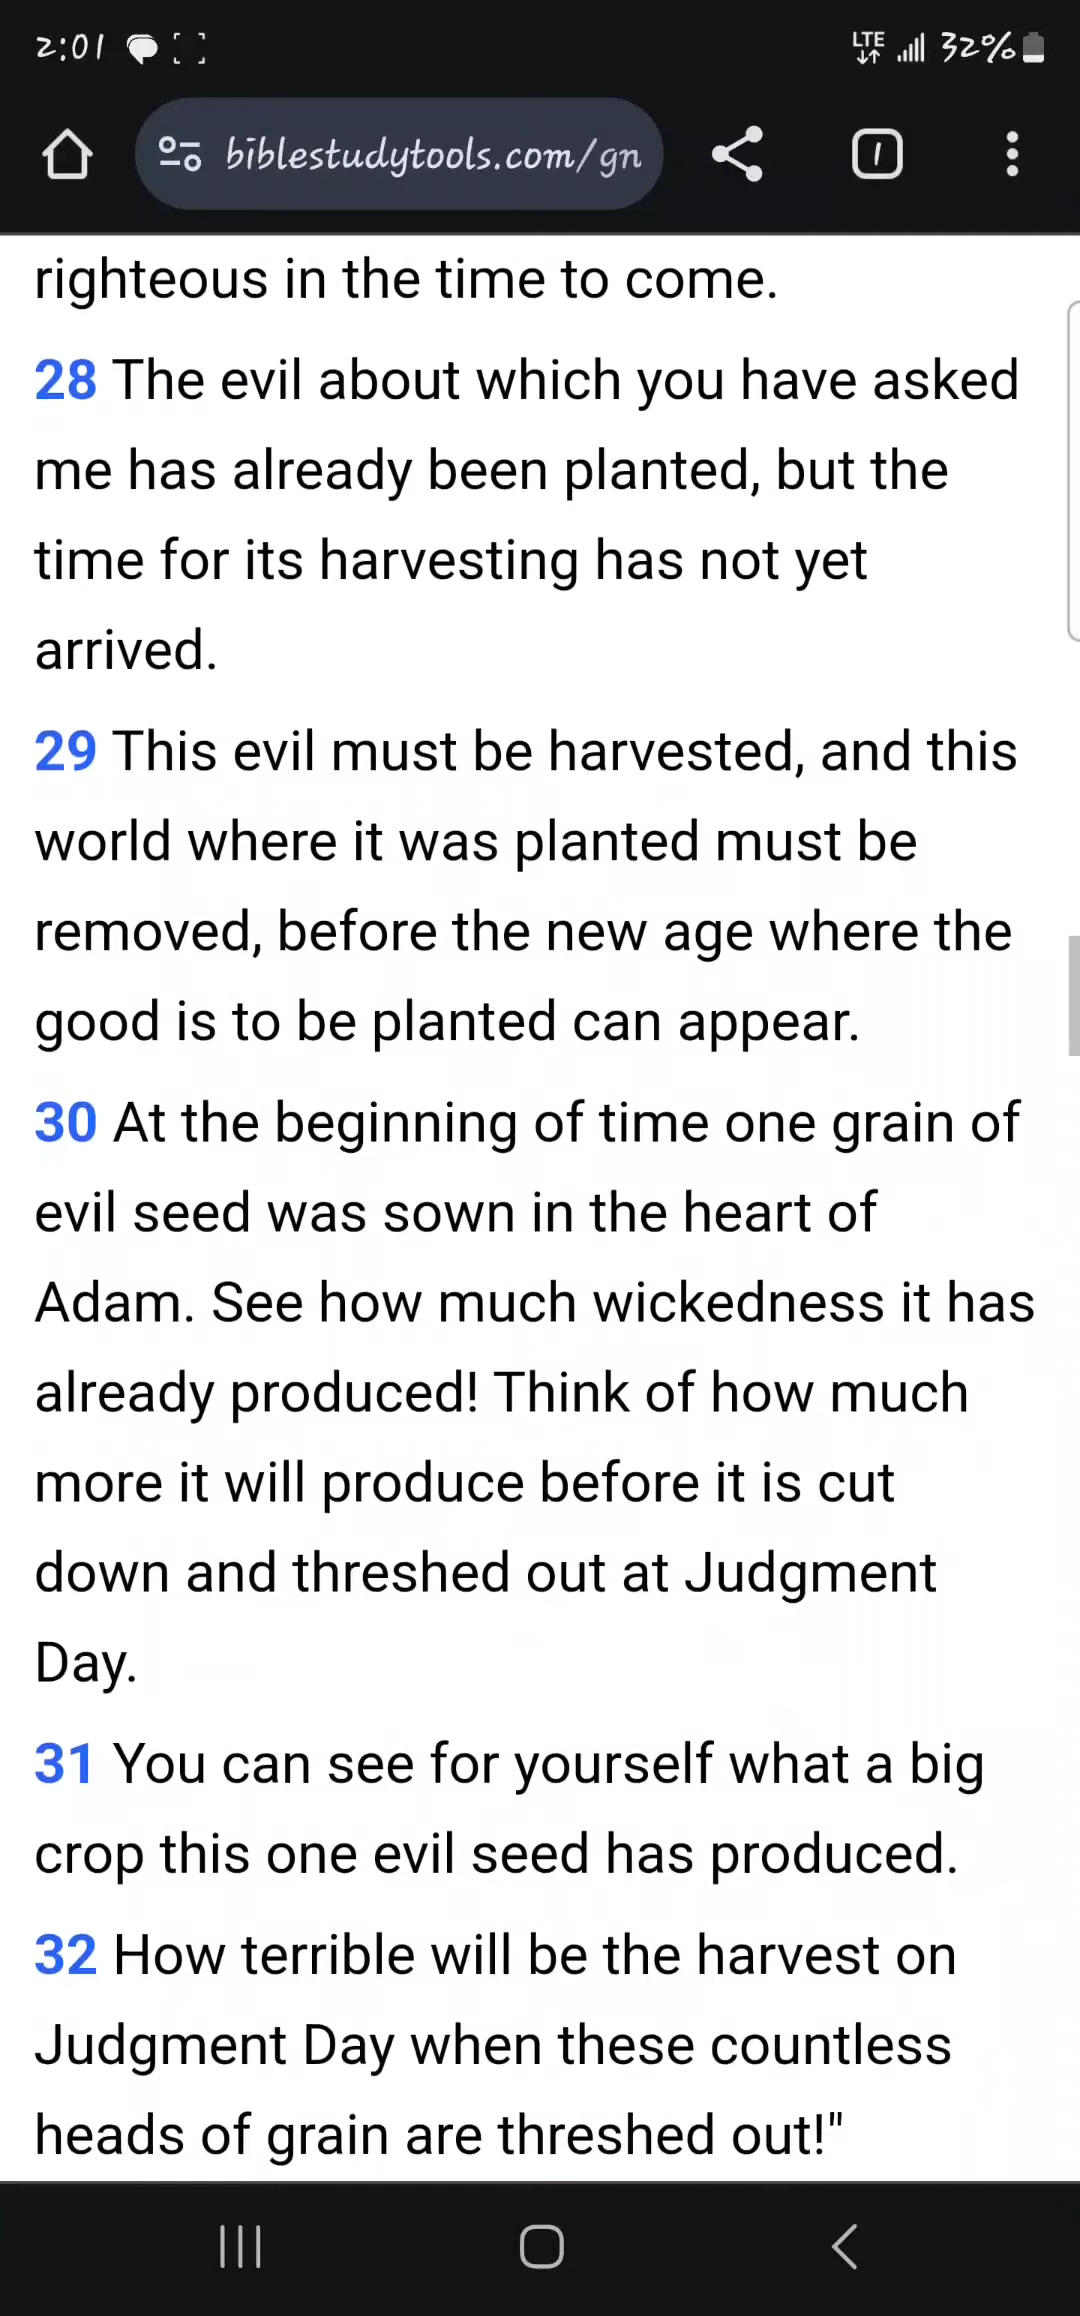 2:01
LTE 32%
biblestudytools.com/gn
1
righteous in the time to come.
28 The evil about which you have asked
me has already been planted, but the
time for its harvesting has not yet
arrived.
29 This evil must be harvested, and this
world where it was planted must be
removed, before the new age where the
good is to be planted can appear.
30 At the beginning of time one grain of
evil seed was sown in the heart of
Adam. See how much wickedness it has
already produced! Think of how much
more it will produce before it is cut
down and threshed out at Judgment
Day.
31 You can see for yourself what a big
crop this one evil seed has produced.
32 How terrible will be the harvest on
Judgment Day when these countless
heads of grain are threshed out!"